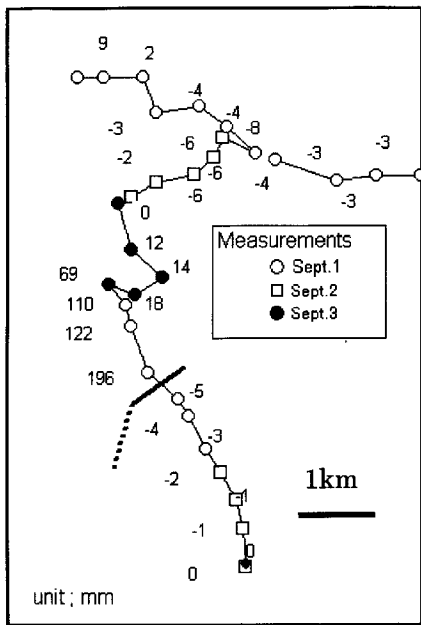 9 2
-4
-4
-3 -6 -8
-3 -3
-2 -6
-6 -4 -3
0
12
69 14
110 18
122
196
-5
-4
-3
-2
-1
-1
0
0
Measurements
Sept.1
Sept.2
Sept.3
1km
unit ; mm